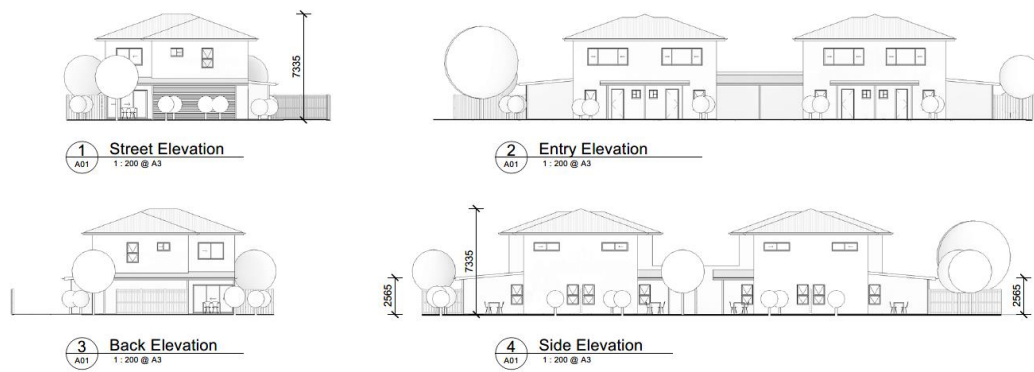 7335
1 Street Elevation
A01 1 : 200 @ A3
2 Entry Elevation
A01 1 : 200 @ A3
7335
2565
2565
3 Back Elevation
A01 1 : 200 @ A3
4 Side Elevation
A01 1 : 200 @ A3